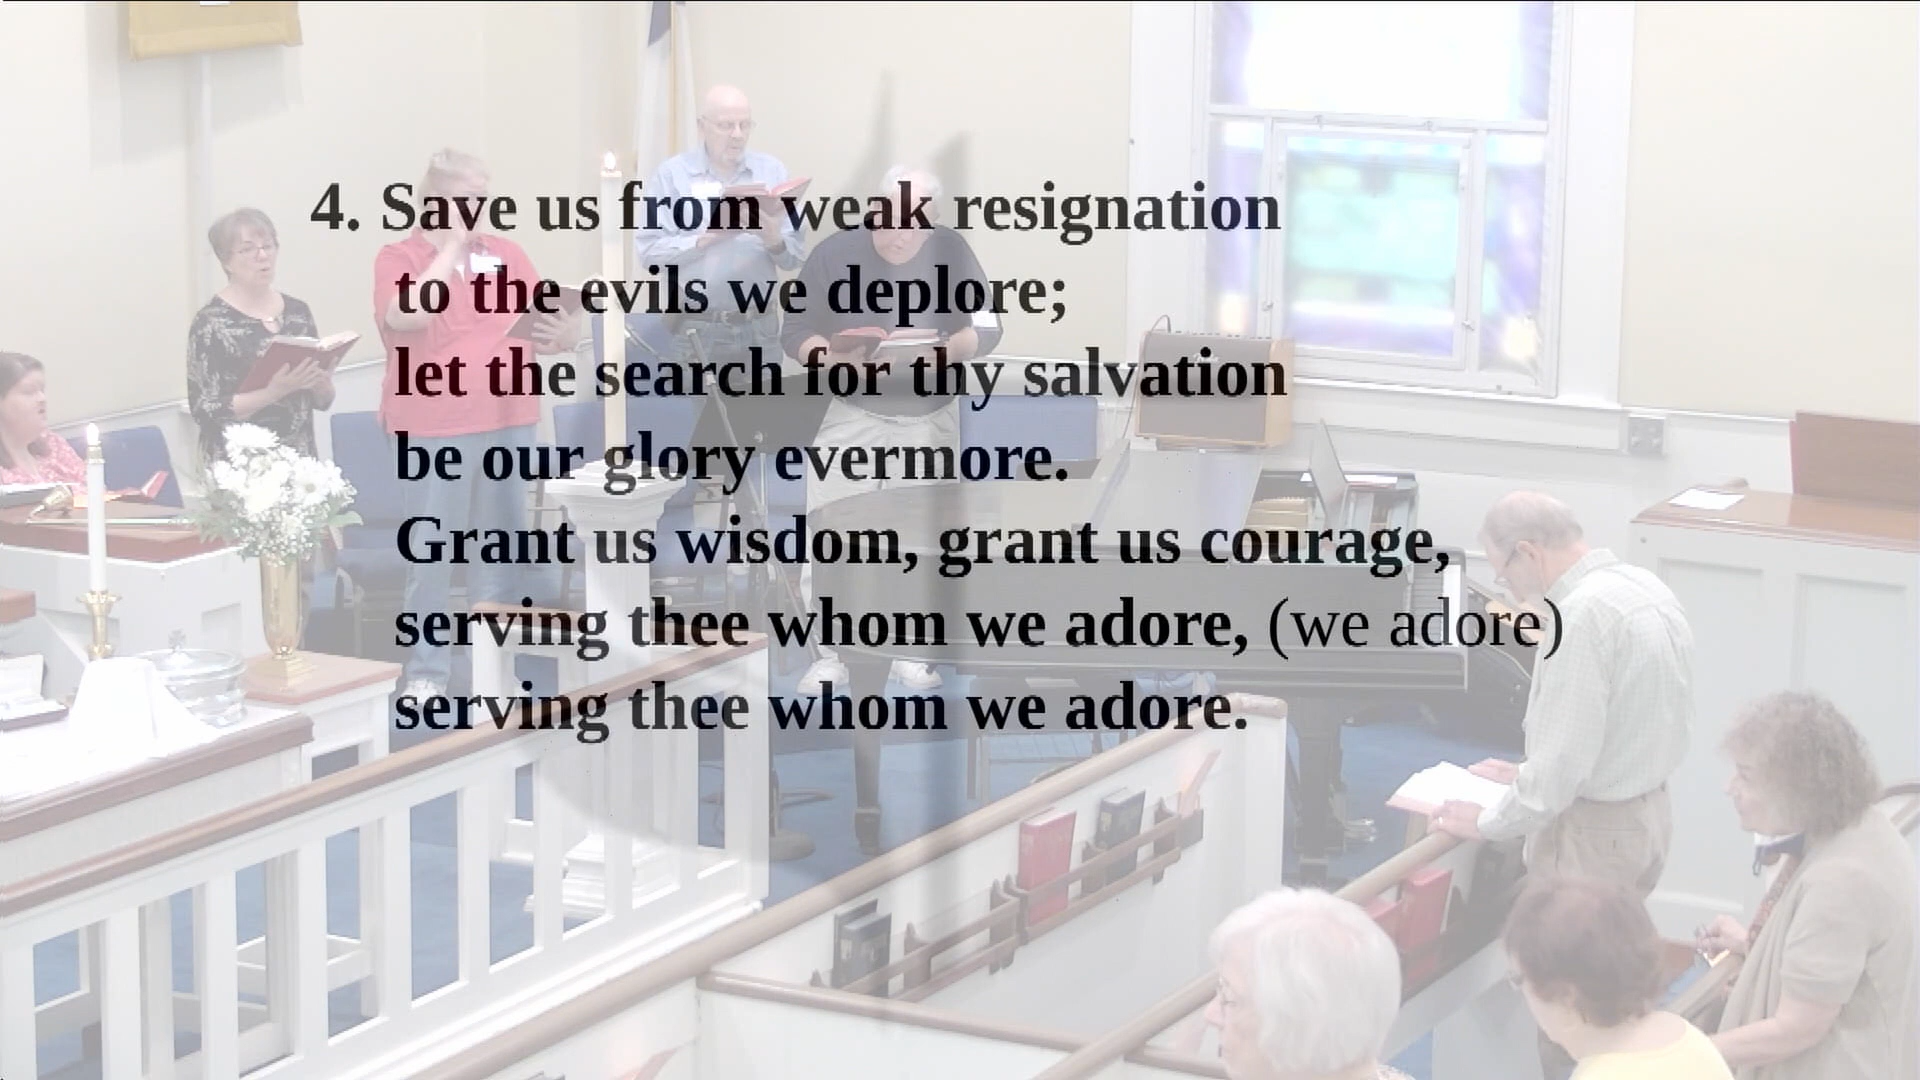 4. Save us from weak resignation
to the evils we deplore;
let the search for thy salvation
be our glory evermore.
Grant us wisdom, grant us courage,
serving thee whom we adore, (we adore)
serving thee whom we adore.